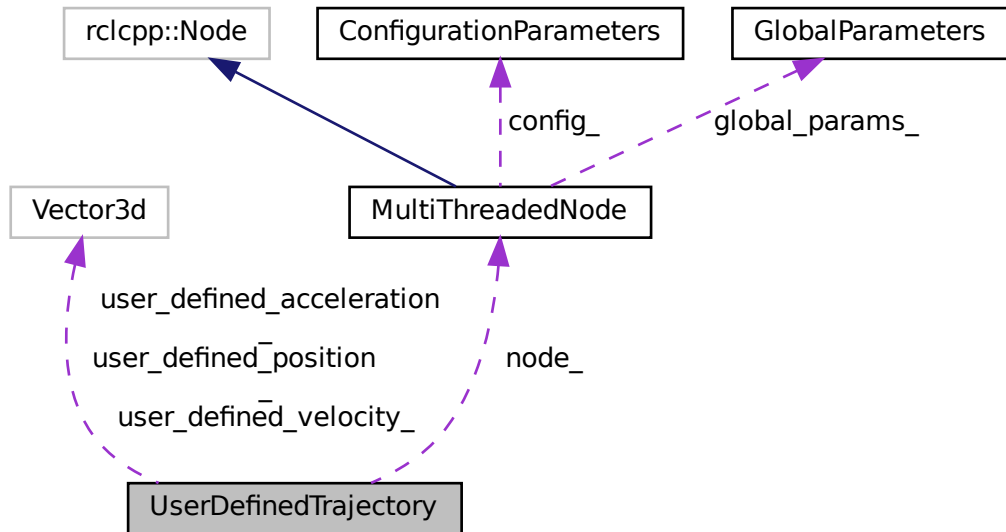 rclcpp::Node
ConfigurationParameters
GlobalParameters
config_
global_params_
Vector3d
MultiThreadedNode
user_defined_acceleration
_
user_defined_position
_
user_defined_velocity_
node_
UserDefinedTrajectory